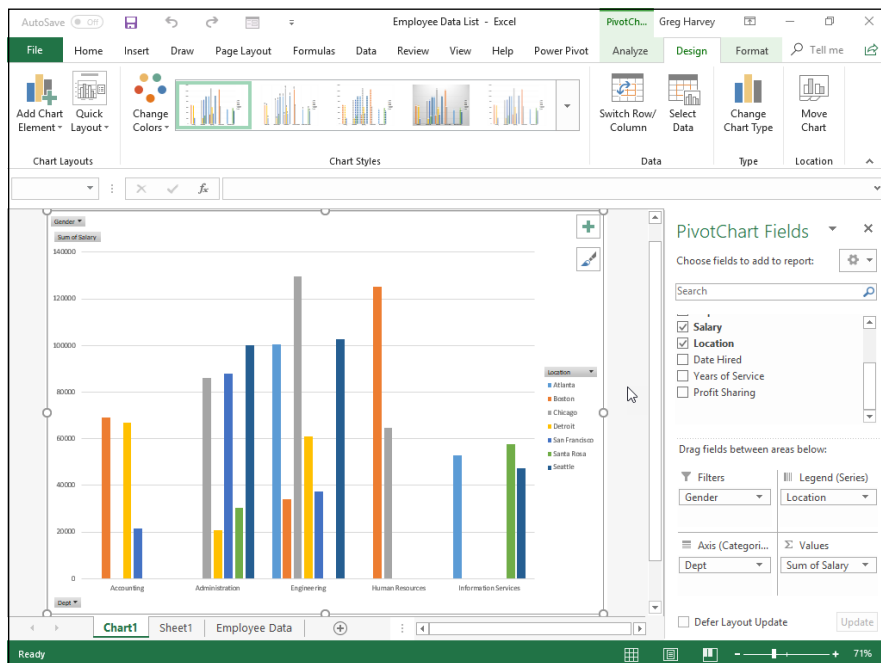 AutoSave Off Employee Data List - Excel PivotCh... Greg Harvey
File Home Insert Draw Page Layout Formulas Data Review View Help Power Pivot Analyze Design Format Tell me
Add Chart Element Quick Layout Change Colors Switch Row/ Column Select Data Change Chart Type Move Chart
Chart Layouts Chart Styles Data Type Location
fx
Gender
Sum of Salary
140000
120000
100000
80000
60000
40000
20000
0
Accounting Administration Engineering Human Resources Information Services
Dept
Location
Atlanta
Boston
Chicago
Detroit
San Francisco
Santa Rosa
Seattle
PivotChart Fields
Choose fields to add to report:
Search
Salary
Location
Date Hired
Years of Service
Profit Sharing
Drag fields between areas below:
Filters Legend (Series)
Gender Location
Axis (Categori... Σ Values
Dept Sum of Salary
Defer Layout Update Update
Chart1 Sheet1 Employee Data
Ready 71%